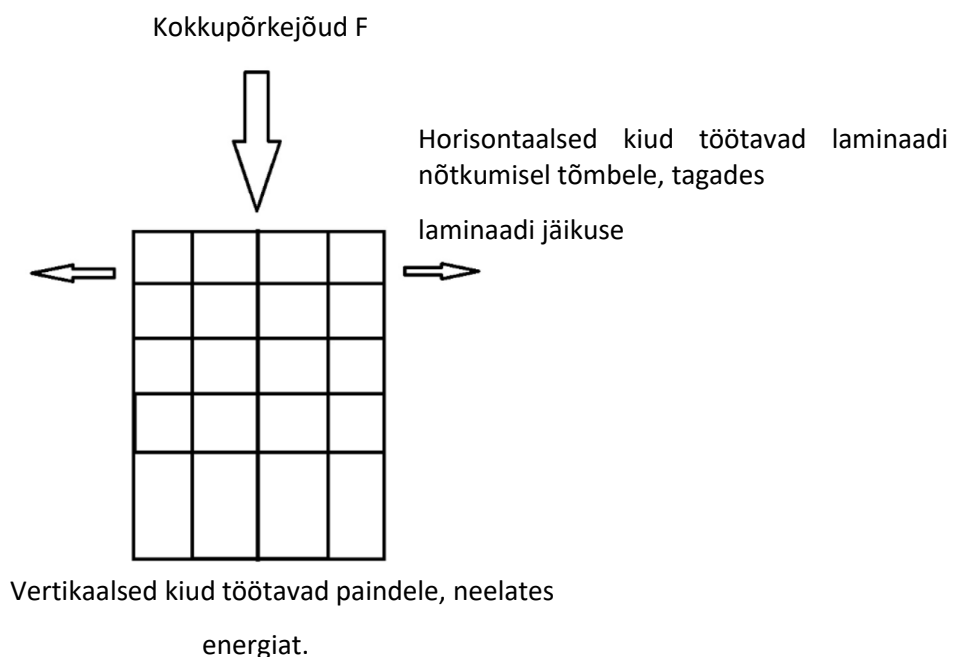 Kokkupõrkejõud F
Horisontaalsed kiud töötavad laminaadi
nõtkumisel tõmbele, tagades
laminaadi jäikuse
Vertikaalsed kiud töötavad paindele, neelates
energiat.